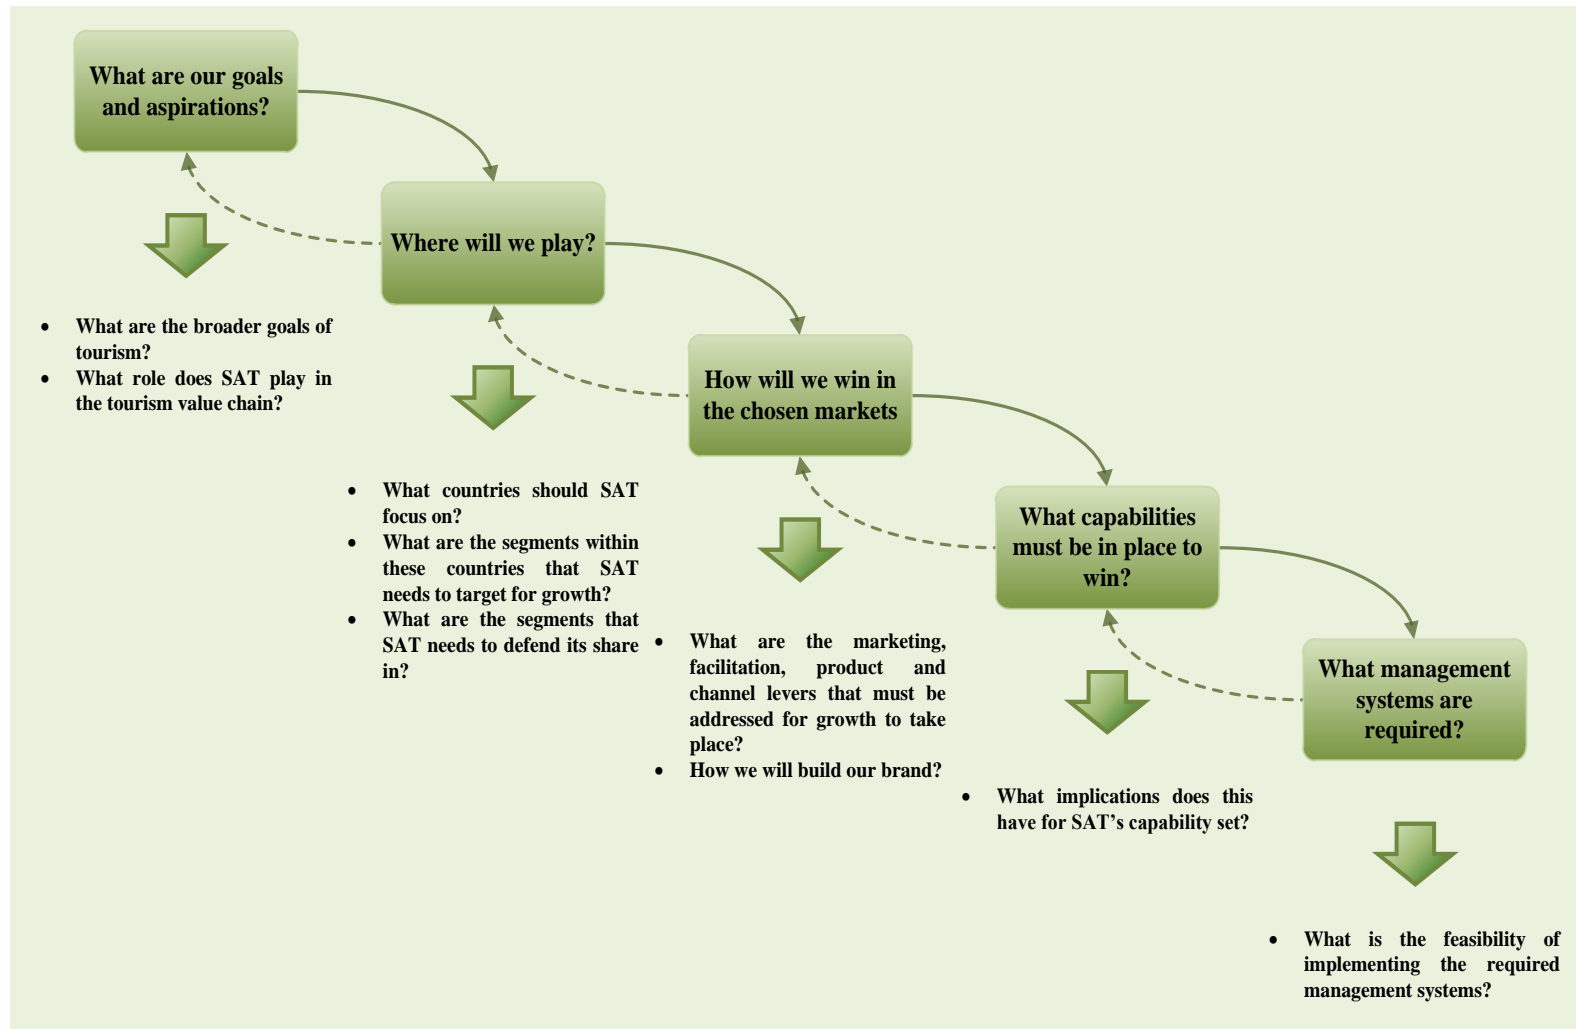 What are our goals
and aspirations?
Where will we play?
• What are the broader goals of
tourism?
• What role does SAT play in
the tourism value chain?
How will we win in
the chosen markets
• What countries should SAT
focus on?
• What are the segments within
these countries that SAT
needs to target for growth?
• What are the segments that
SAT needs to defend its share
in?
What capabilities
must be in place to
win?
• What are the marketing,
facilitation, product and
channel levers that must be
addressed for growth to take
place?
• How we will build our brand?
What management
systems are
required?
• What implications does this
have for SAT’s capability set?
• What is the feasibility of
implementing the required
management systems?